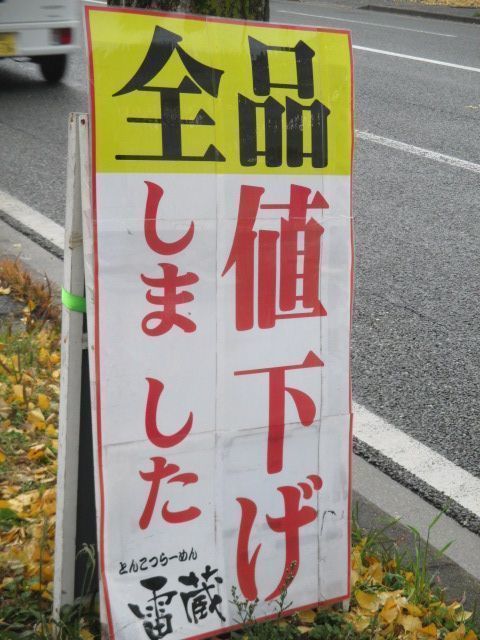 全品
値下げ
しました
とんこつらーめん
雷蔵